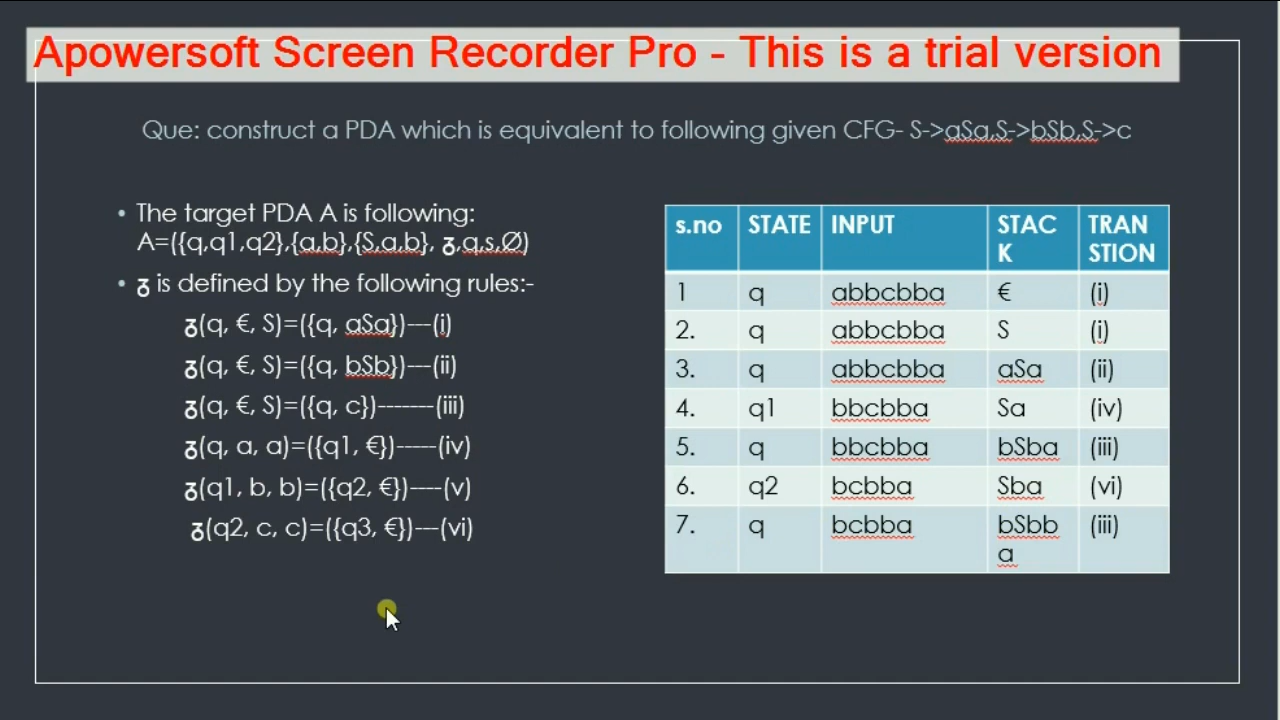 Apowersoft Screen Recorder Pro - This is a trial version
Que: construct a PDA which is equivalent to following given CFG- S->aSa,S->bSb,S->c
• The target PDA A is following:
A=({q,q1,q2},{a,b},{S,a,b}, ᵹ,q,s,Ø)
• ᵹ is defined by the following rules:-
ᵹ(q, €, S)=({q, aSa})---(i)
ᵹ(q, €, S)=({q, bSb})---(ii)
ᵹ(q, €, S)=({q, c})-------(iii)
ᵹ(q, a, a)=({q1, €})-----(iv)
ᵹ(q1, b, b)=({q2, €})----(v)
ᵹ(q2, c, c)=({q3, €})---(vi)
s.no STATE INPUT STAC TRAN
K STION
1 q abbcbba € (i)
2. q abbcbba S (i)
3. q abbcbba aSa (ii)
4. q1 bbcbba Sa (iv)
5. q bbcbba bSba (iii)
6. q2 bcbba Sba (vi)
7. q bcbba bSbb (iii)
a